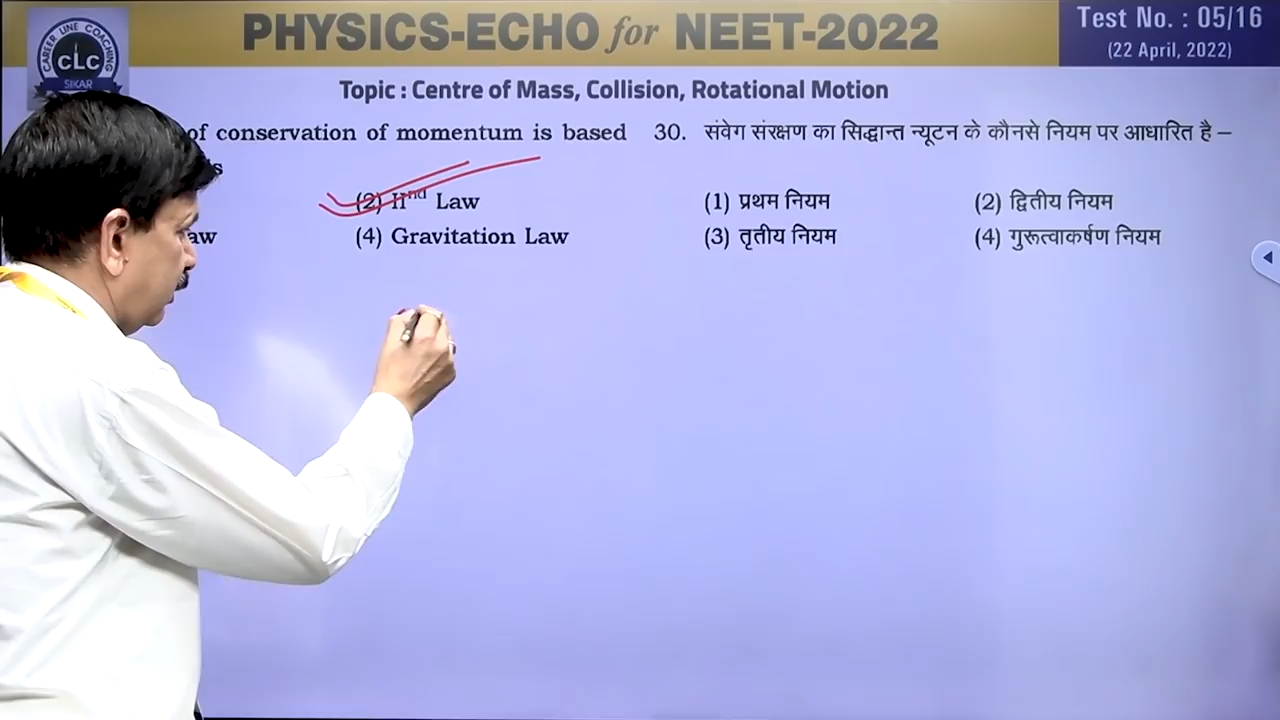 PHYSICS-ECHO for NEET-2022
Test No. : 05/16
(22 April, 2022)
CAREER LINE COACHING
CLC
SIKAR
Topic : Centre of Mass, Collision, Rotational Motion
of conservation of momentum is based
30. संवेग संरक्षण का सिद्धान्त न्यूटन के कौनसे नियम पर आधारित है –
(2) IInd Law
(1) प्रथम नियम
(2) द्वितीय नियम
(4) Gravitation Law
(3) तृतीय नियम
(4) गुरूत्वाकर्षण नियम